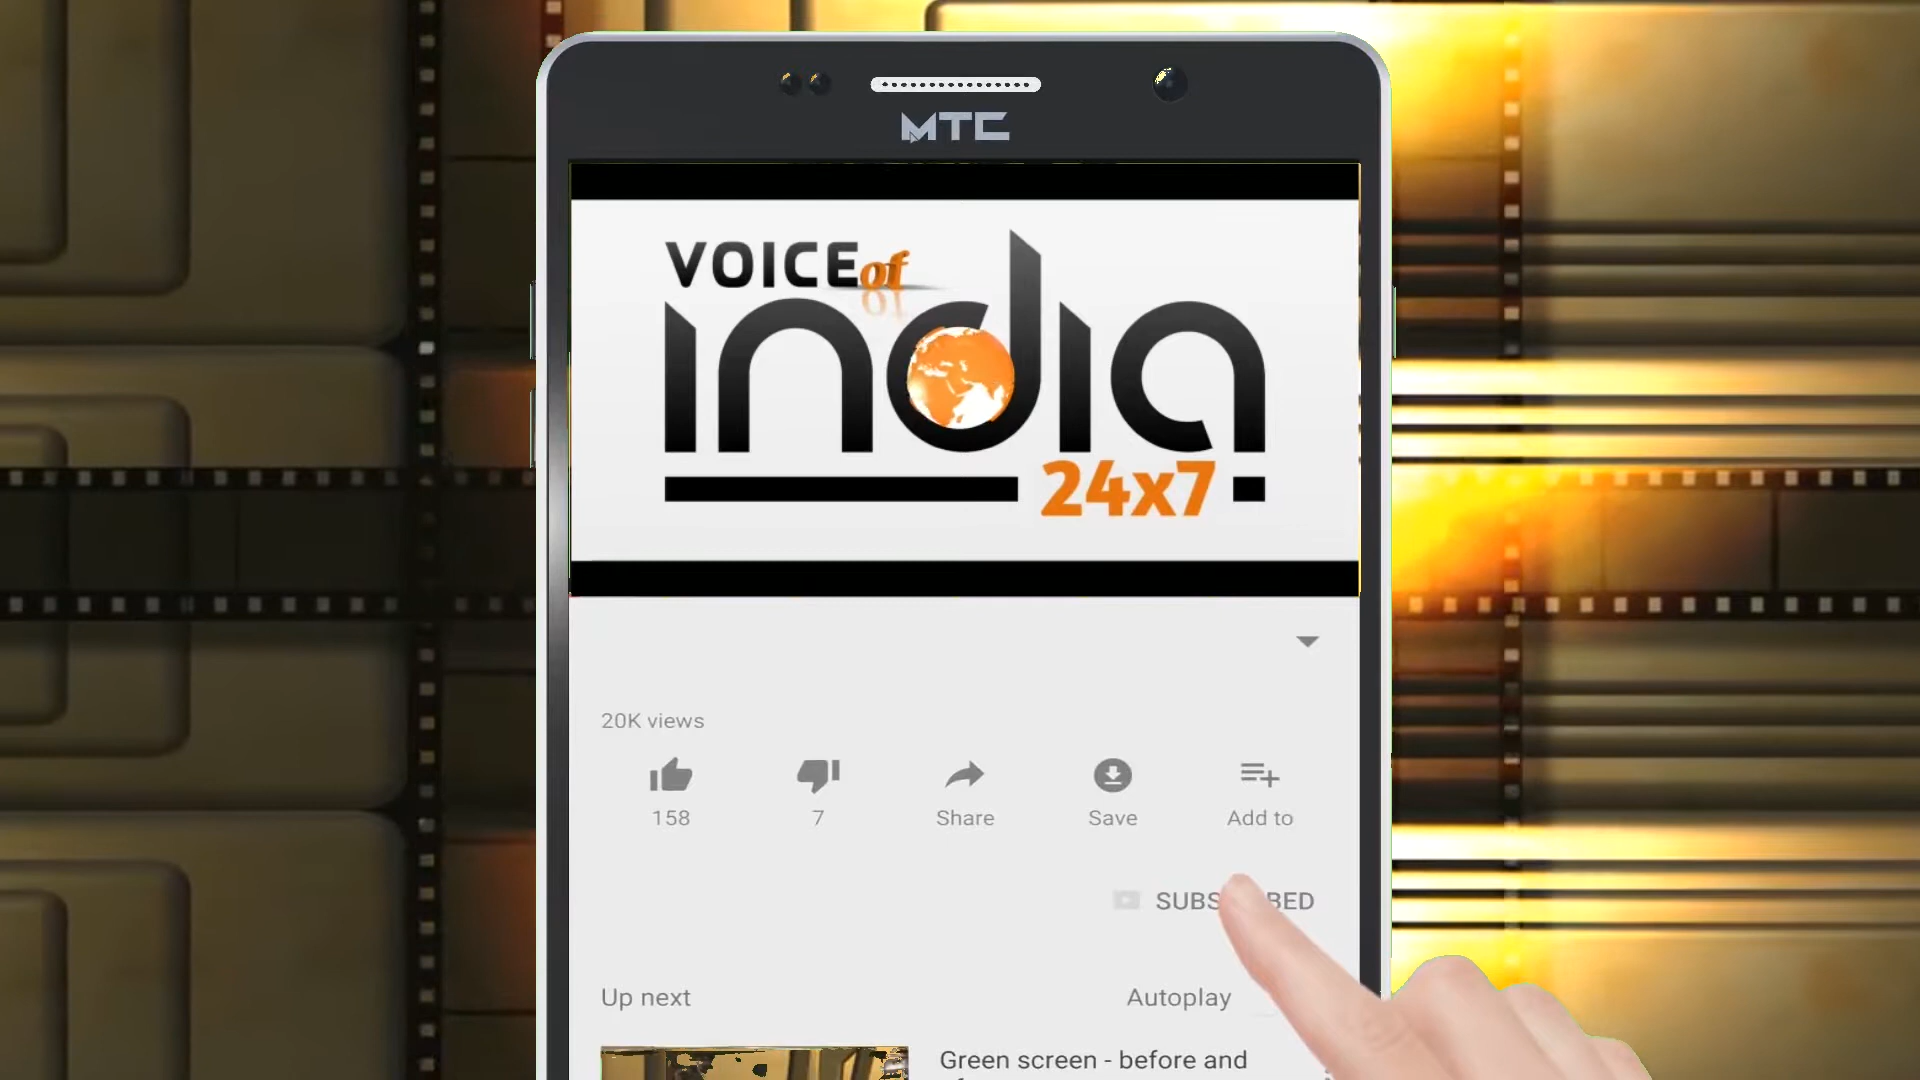 MTC
VOICE of
india
24x7
20K views
158
7
Share
Save
Add to
SUBSCRIBED
Up next
Autoplay
Green screen - before and